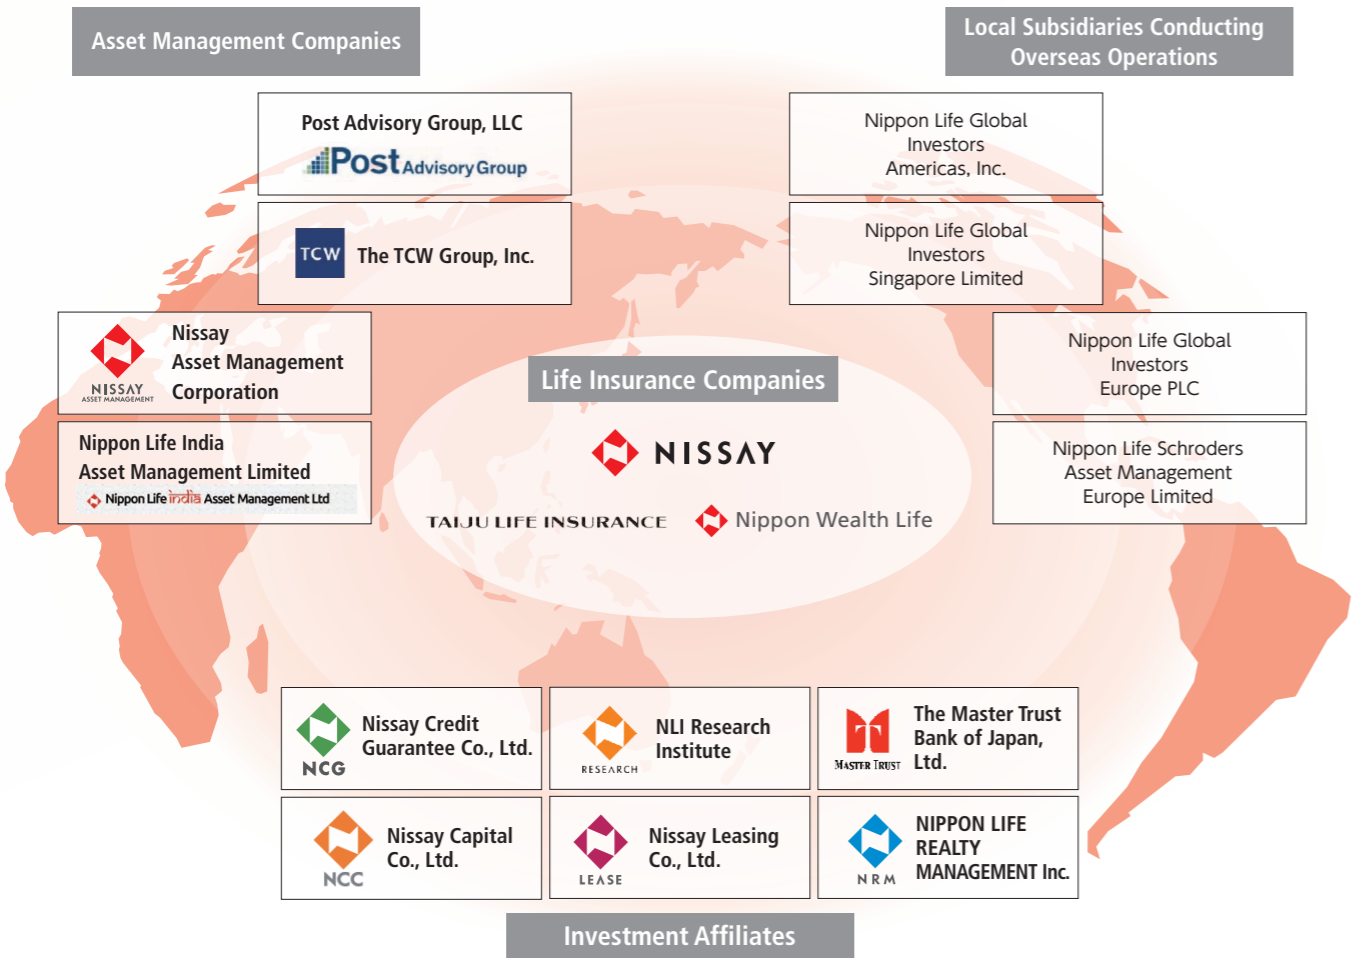 Asset Management Companies
Local Subsidiaries Conducting
Overseas Operations
Post Advisory Group, LLC
Post Advisory Group
TCW
The TCW Group, Inc.
NISSAY
ASSET MANAGEMENT
Nissay
Asset Management
Corporation
Nippon Life India
Asset Management Limited
Nippon Life india Asset Management Ltd
Nippon Life Global
Investors
Americas, Inc.
Nippon Life Global
Investors
Singapore Limited
Nippon Life Global
Investors
Europe PLC
Nippon Life Schroders
Asset Management
Europe Limited
Life Insurance Companies
NISSAY
TAIJU LIFE INSURANCE
Nippon Wealth Life
NCG
Nissay Credit
Guarantee Co., Ltd.
RESEARCH
NLI Research
Institute
MASTER TRUST
The Master Trust
Bank of Japan,
Ltd.
NCC
Nissay Capital
Co., Ltd.
LEASE
Nissay Leasing
Co., Ltd.
NRM
NIPPON LIFE
REALTY
MANAGEMENT Inc.
Investment Affiliates